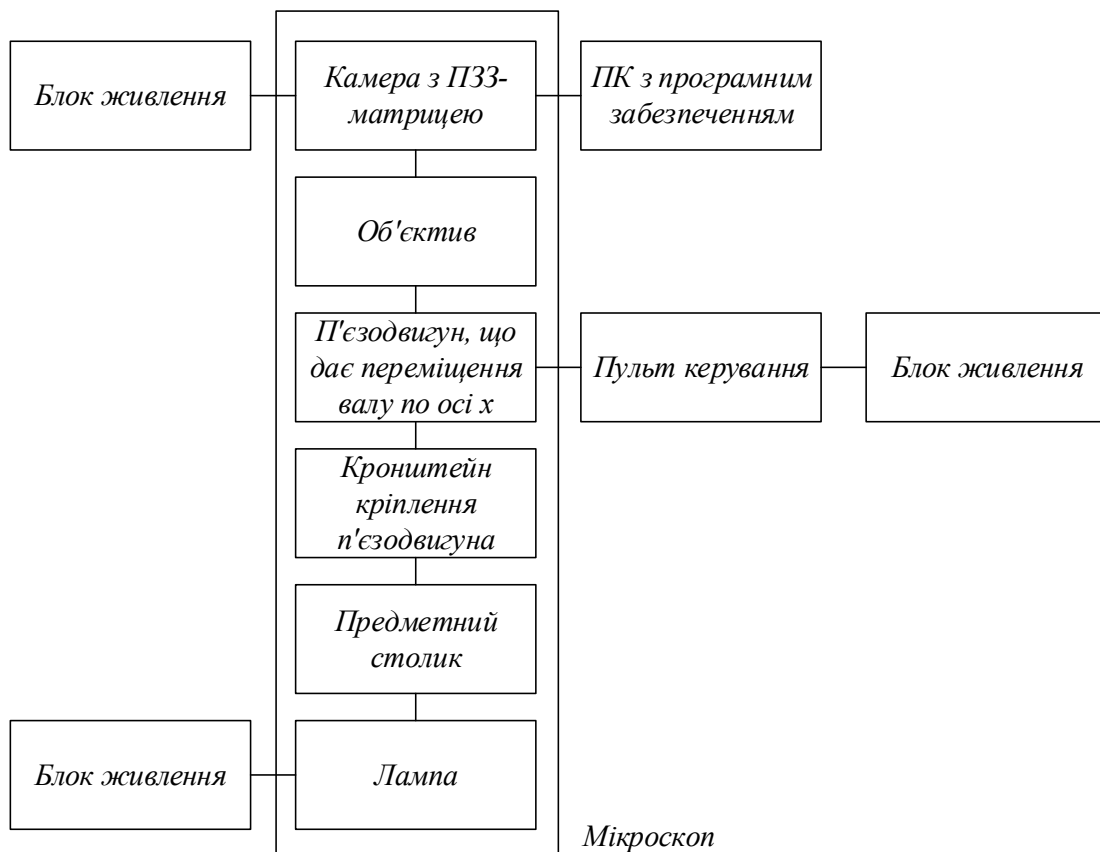 Блок живлення
Камера з ПЗЗ-
матрицею
ПК з програмним
забезпеченням
Об'єктив
П'єзодвигун, що
дає переміщення
валу по осі x
Пульт керування
Блок живлення
Кронштейн
кріплення
п'єзодвигуна
Предметний
столик
Блок живлення
Лампа
Мікроскоп